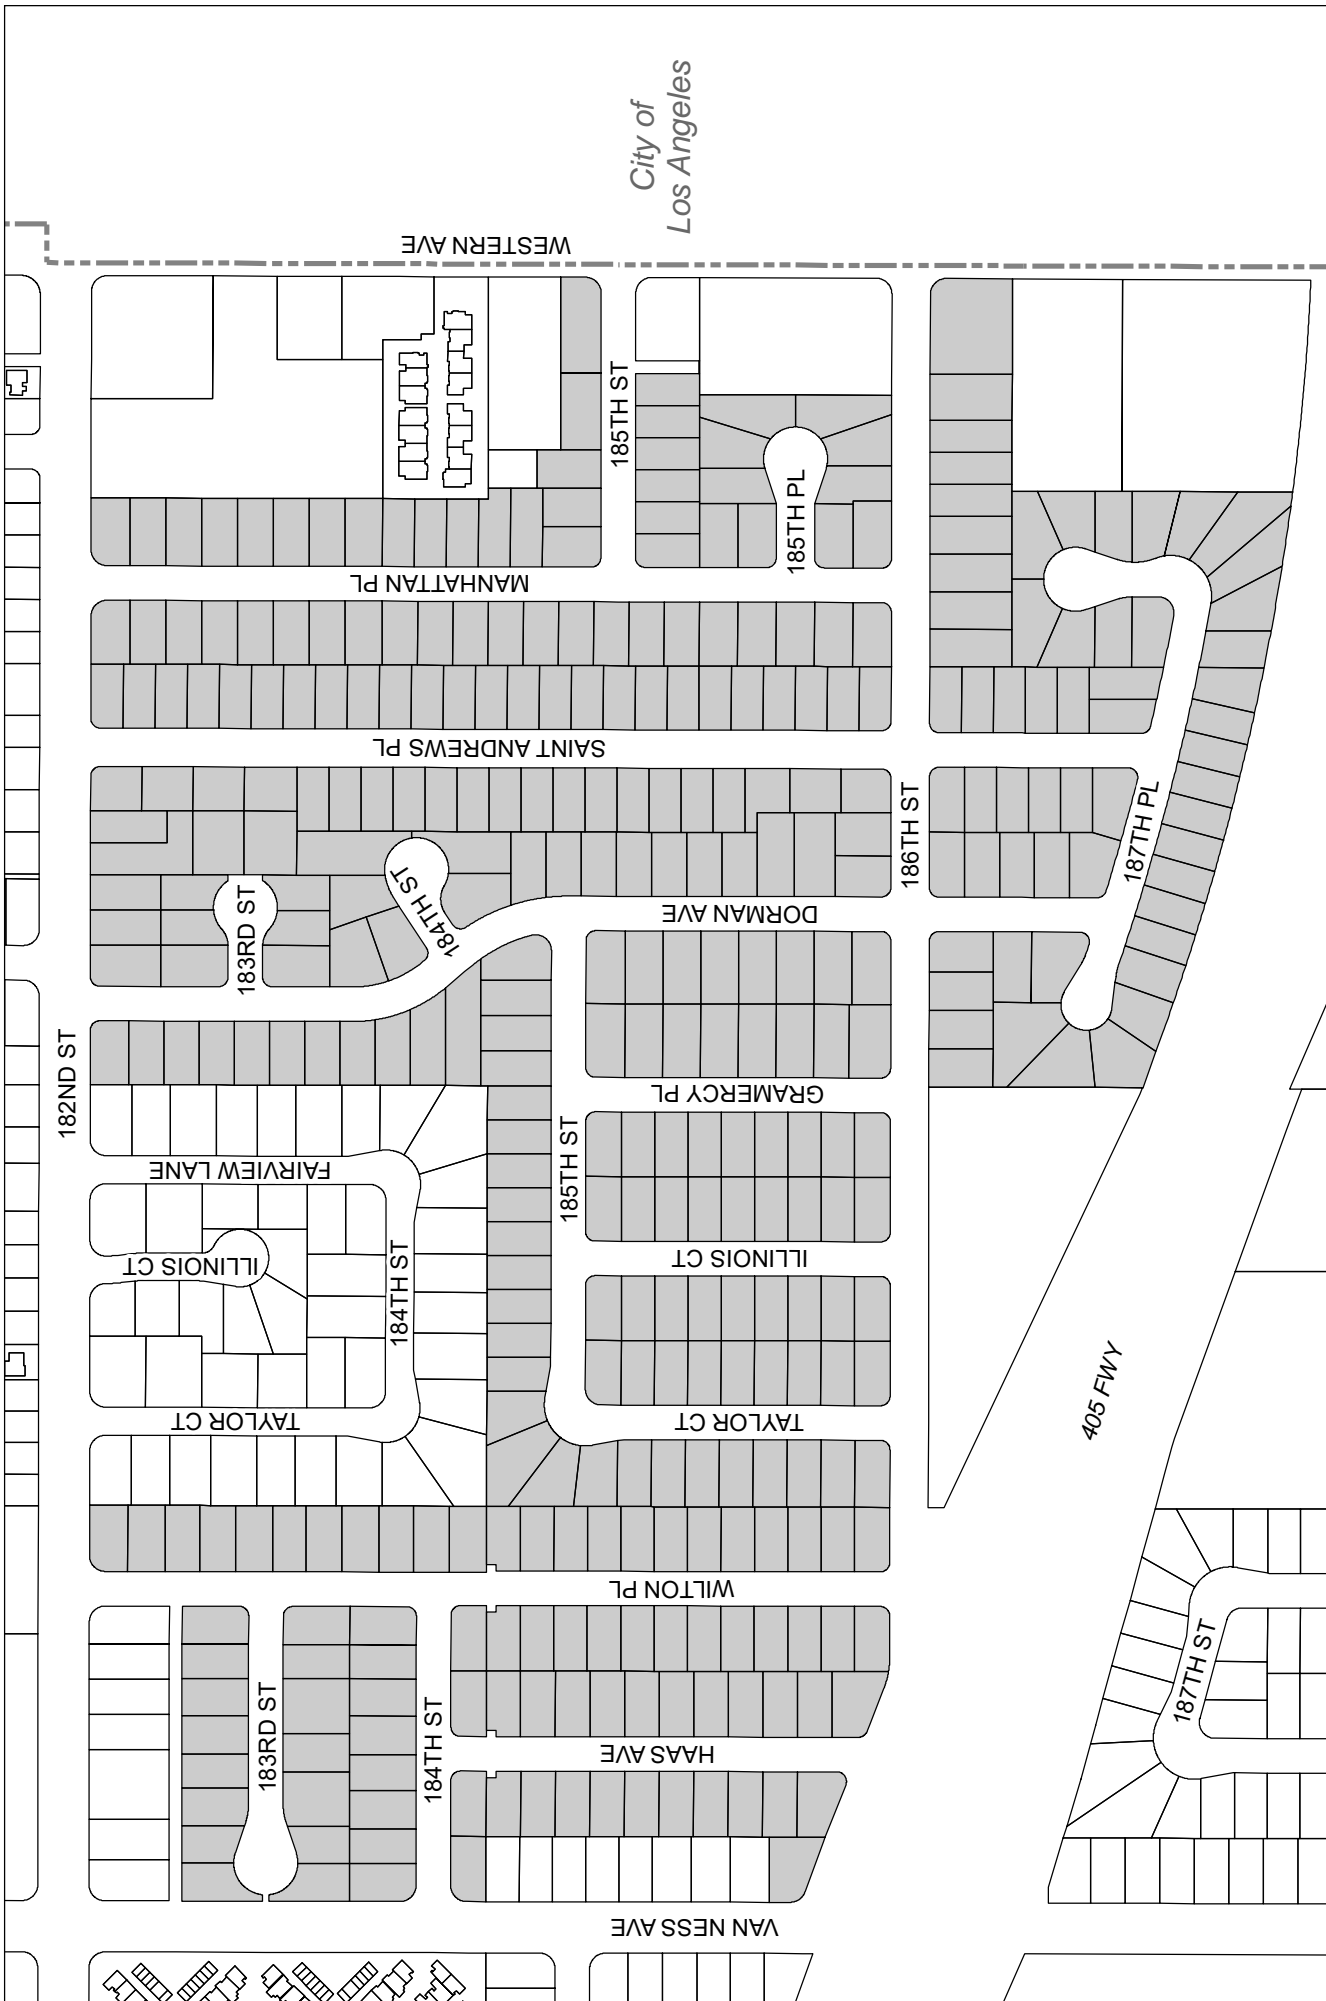 City of
Los Angeles
WESTERN AVE
185TH ST
185TH PL
MANHATTAN PL
SAINT ANDREWS PL
186TH ST
187TH PL
184TH ST
183RD ST
DORMAN AVE
182ND ST
GRAMERCY PL
185TH ST
FAIRVIEW LANE
ILLINOIS CT
184TH ST
ILLINOIS CT
405 FWY
TAYLOR CT
TAYLOR CT
WILTON PL
187TH ST
183RD ST
184TH ST
HAAS AVE
VAN NESS AVE